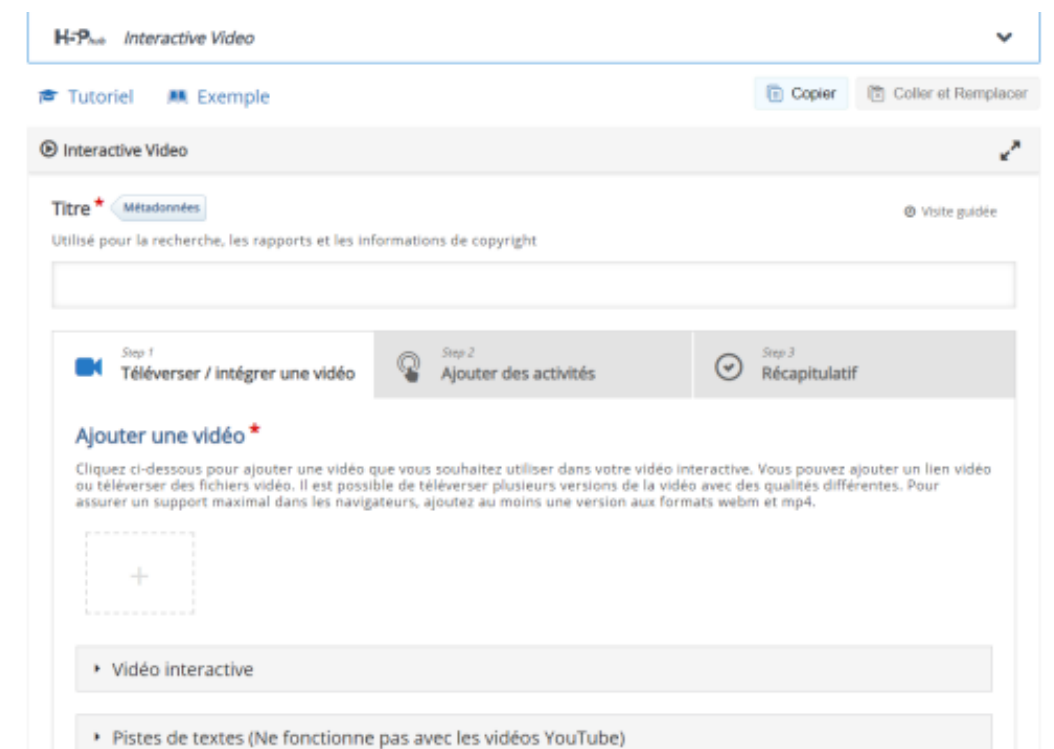 H5P hub Interactive Video
Tutoriel Exemple Copier Coller et Remplacer
Interactive Video
Titre * Métadonnées Visite guidée
Utilisé pour la recherche, les rapports et les informations de copyright
Step 1 Step 2 Step 3
Téléverser / intégrer une vidéo Ajouter des activités Récapitulatif
Ajouter une vidéo *
Cliquez ci-dessous pour ajouter une vidéo que vous souhaitez utiliser dans votre vidéo interactive. Vous pouvez ajouter un lien vidéo
ou téléverser des fichiers vidéo. Il est possible de téléverser plusieurs versions de la vidéo avec des qualités différentes. Pour
assurer un support maximal dans les navigateurs, ajoutez au moins une version aux formats webm et mp4.
+
Vidéo interactive
Pistes de textes (Ne fonctionne pas avec les vidéos YouTube)